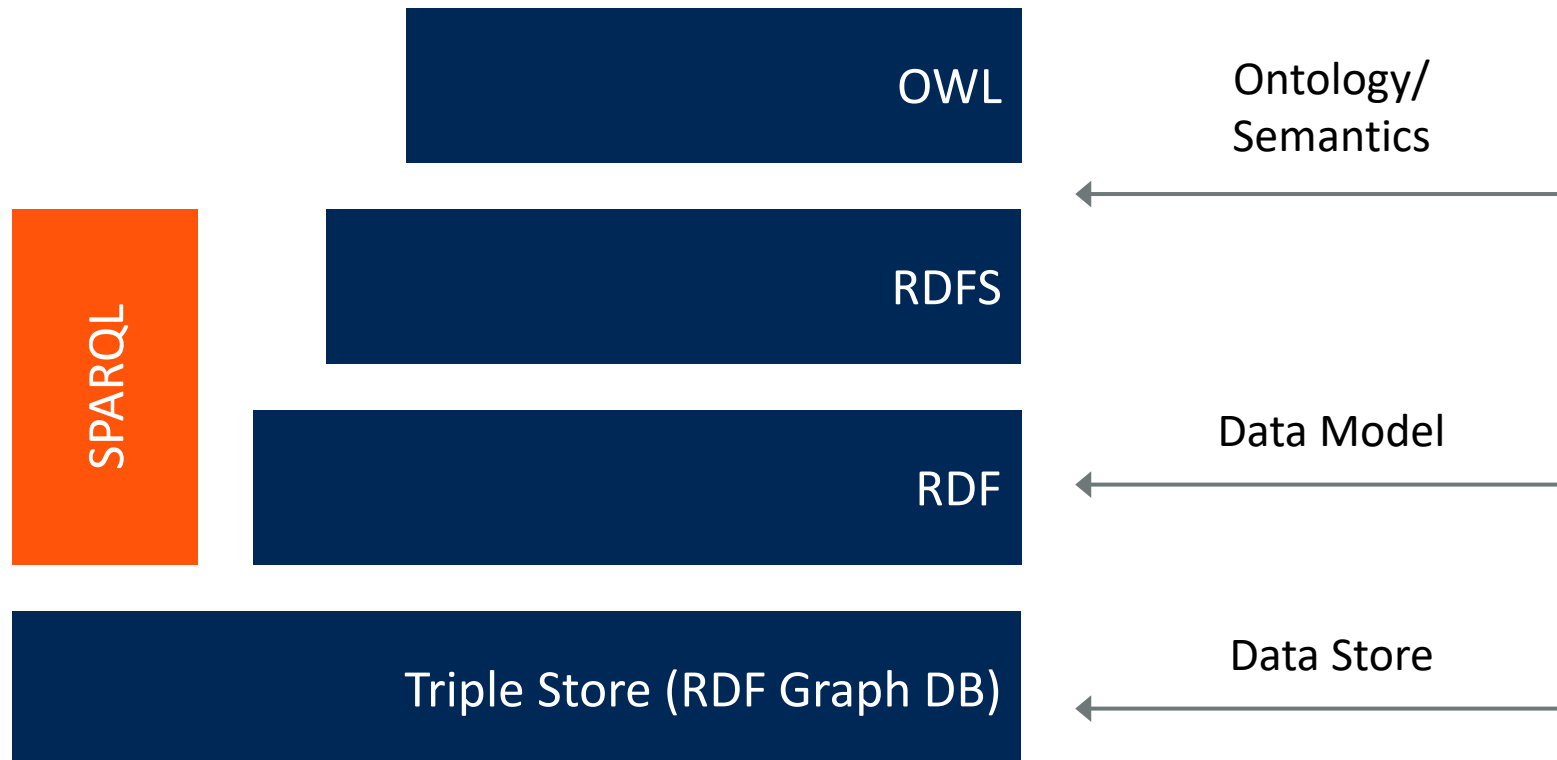 OWL
Ontology/
Semantics
SPARQL
RDFS
RDF
Data Model
Triple Store (RDF Graph DB)
Data Store